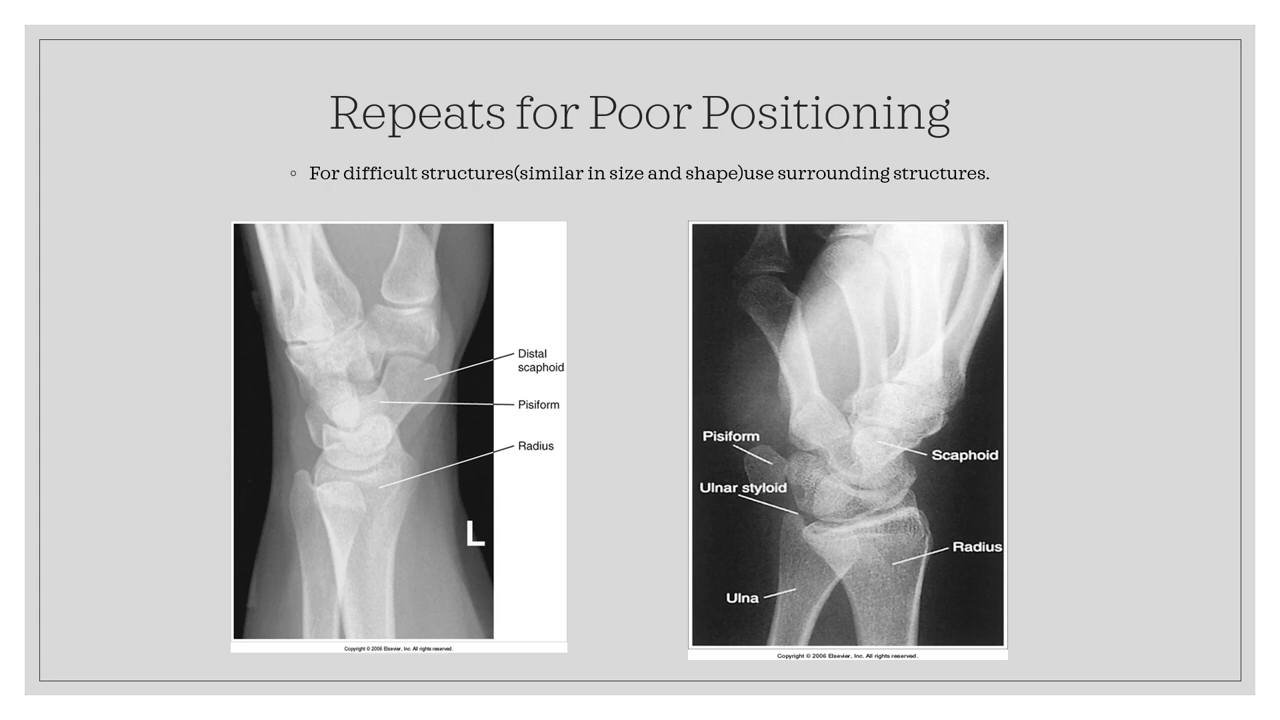 Repeats for Poor Positioning
◦ For difficult structures(similar in size and shape)use surrounding structures.
Distal
scaphoid
Pisiform
Radius
L
Copyright © 2006 Elsevier, Inc. All rights reserved.
Pisiform
Scaphoid
Ulnar styloid
Radius
Ulna
Copyright © 2006 Elsevier, Inc. All rights reserved.